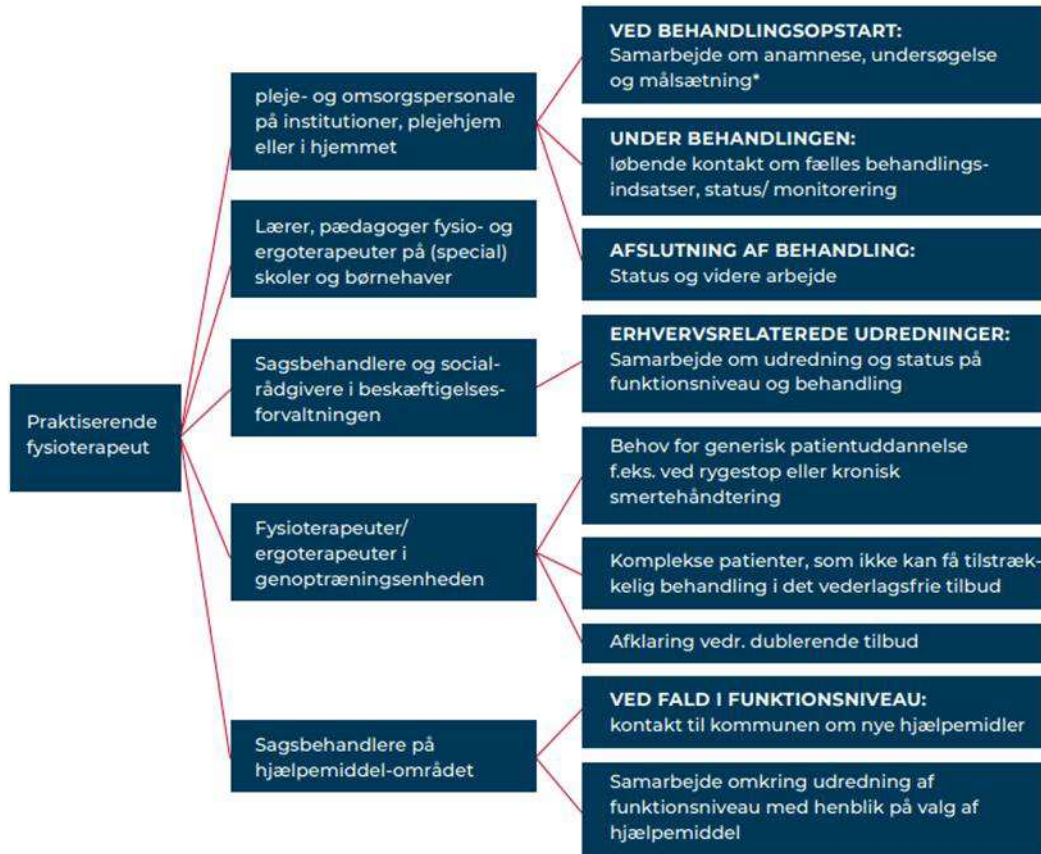 Praktiserende
fysioterapeut
pleje- og omsorgspersonale
på institutioner, plejehjem
eller i hjemmet
VED BEHANDLINGSOPSTART:
Samarbejde om anamnese, undersøgelse
og målsætning*
UNDER BEHANDLINGEN:
løbende kontakt om fælles behandlings-
indsatser, status/ monitorering
AFSLUTNING AF BEHANDLING:
Status og videre arbejde
Lærer, pædagoger fysio- og
ergoterapeuter på (special)
skoler og børnehaver
Sagsbehandlere og social-
rådgivere i beskæftigelses-
forvaltningen
ERHVERVSRELATEREDE UDREDNINGER:
Samarbejde om udredning og status på
funktionsniveau og behandling
Fysioterapeuter/
ergoterapeuter i
genoptræningsenheden
Behov for generisk patientuddannelse
f.eks. ved rygestop eller kronisk
smertehåndtering
Komplekse patienter, som ikke kan få tilstræk-
kelig behandling i det vederlagsfrie tilbud
Afklaring vedr. dublerende tilbud
Sagsbehandlere på
hjælpemiddel-området
VED FALD I FUNKTIONSNIVEAU:
kontakt til kommunen om nye hjælpemidler
Samarbejde omkring udredning af
funktionsniveau med henblik på valg af
hjælpemiddel